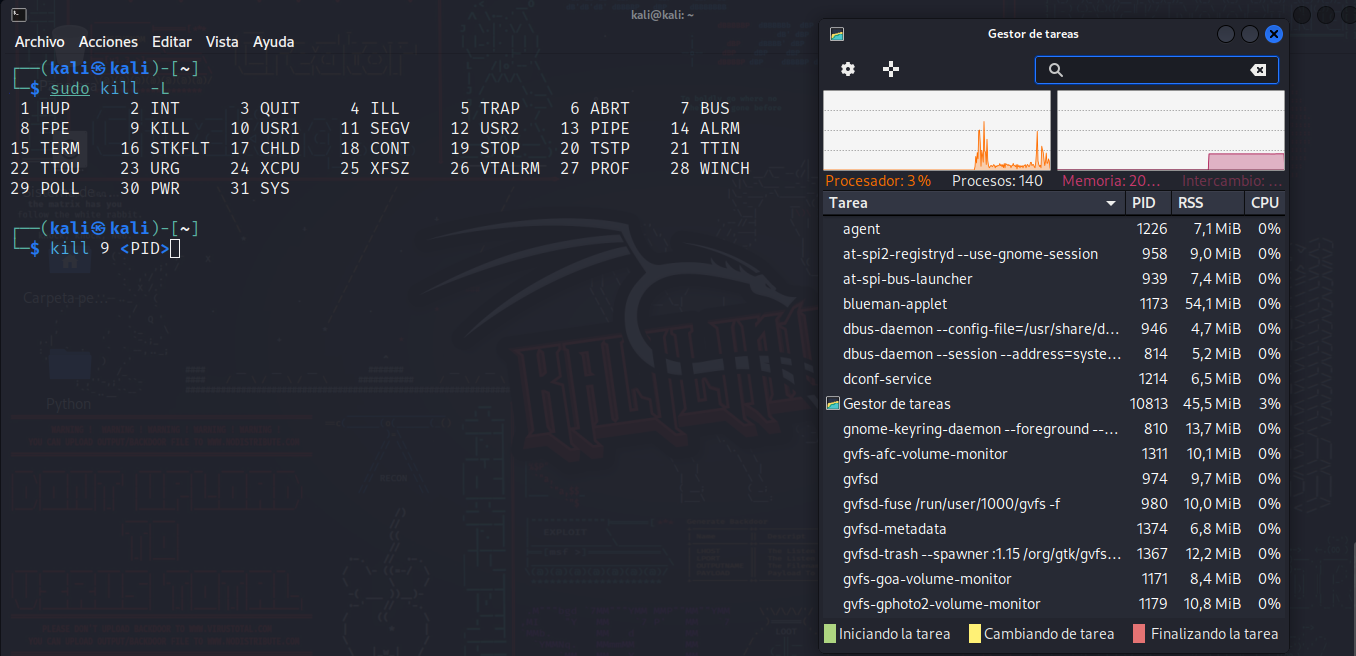 kali@kali: ~
Archivo Acciones Editar Vista Ayuda
┌──(kali㉿kali)-[~]
└─$ sudo kill -L
1 HUP 2 INT 3 QUIT 4 ILL 5 TRAP 6 ABRT 7 BUS
8 FPE 9 KILL 10 USR1 11 SEGV 12 USR2 13 PIPE 14 ALRM
15 TERM 16 STKFLT 17 CHLD 18 CONT 19 STOP 20 TSTP 21 TTIN
22 TTOU 23 URG 24 XCPU 25 XFSZ 26 VTALRM 27 PROF 28 WINCH
29 POLL 30 PWR 31 SYS
┌──(kali㉿kali)-[~]
└─$ kill 9 <PID>
Carpeta pe...
Python
KALI LINUX
Gestor de tareas
Procesador: 3% Procesos: 140 Memoria: 20... Intercambio: ...
Tarea PID RSS CPU
agent 1226 7,1 MiB 0%
at-spi2-registryd --use-gnome-session 958 9,0 MiB 0%
at-spi-bus-launcher 939 7,4 MiB 0%
blueman-applet 1173 54,1 MiB 0%
dbus-daemon --config-file=/usr/share/d... 946 4,7 MiB 0%
dbus-daemon --session --address=syste... 814 5,2 MiB 0%
dconf-service 1214 6,5 MiB 0%
Gestor de tareas 10813 45,5 MiB 3%
gnome-keyring-daemon --foreground --... 810 13,7 MiB 0%
gvfs-afc-volume-monitor 1311 10,1 MiB 0%
gvfsd 974 9,7 MiB 0%
gvfsd-fuse /run/user/1000/gvfs -f 980 10,0 MiB 0%
gvfsd-metadata 1374 6,8 MiB 0%
gvfsd-trash --spawner :1.15 /org/gtk/gvfs... 1367 12,2 MiB 0%
gvfs-goa-volume-monitor 1171 8,4 MiB 0%
gvfs-gphoto2-volume-monitor 1179 10,8 MiB 0%
Iniciando la tarea Cambiando de tarea Finalizando la tarea